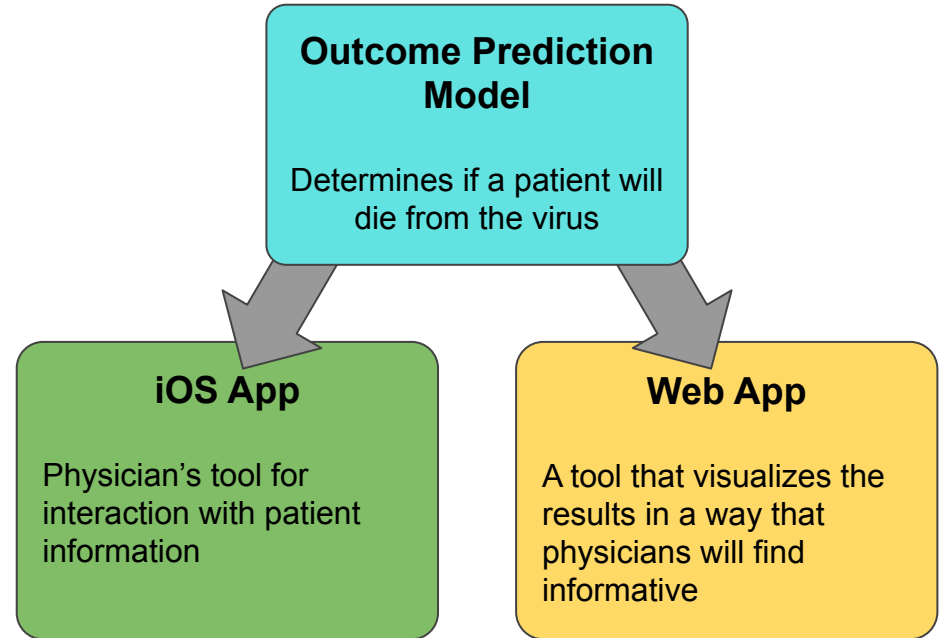 Outcome Prediction
Model
Determines if a patient will
die from the virus
iOS App
Physician’s tool for
interaction with patient
information
Web App
A tool that visualizes the
results in a way that
physicians will find
informative